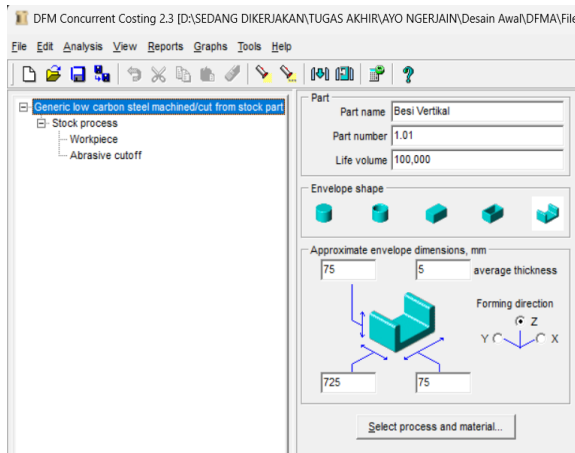 DFM Concurrent Costing 2.3 [D:\SEDANG DIKERJAKAN\TUGAS AKHIR\AYO NGERJAIN\Desain Awal\DFMA\File
File Edit Analysis View Reports Graphs Tools Help
Generic low carbon steel machined/cut from stock part
Stock process
Workpiece
Abrasive cutoff
Part
Part name Besi Vertikal
Part number 1.01
Life volume 100,000
Envelope shape
Approximate envelope dimensions, mm
75 5 average thickness
Forming direction
Z
Y X
725 75
Select process and material...